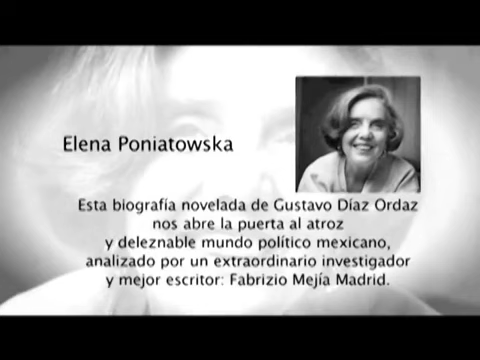 Elena Poniatowska
Esta biografía novelada de Gustavo Díaz Ordaz
nos abre la puerta al atroz
y deleznable mundo político mexicano,
analizado por un extraordinario investigador
y mejor escritor: Fabrizio Mejía Madrid.